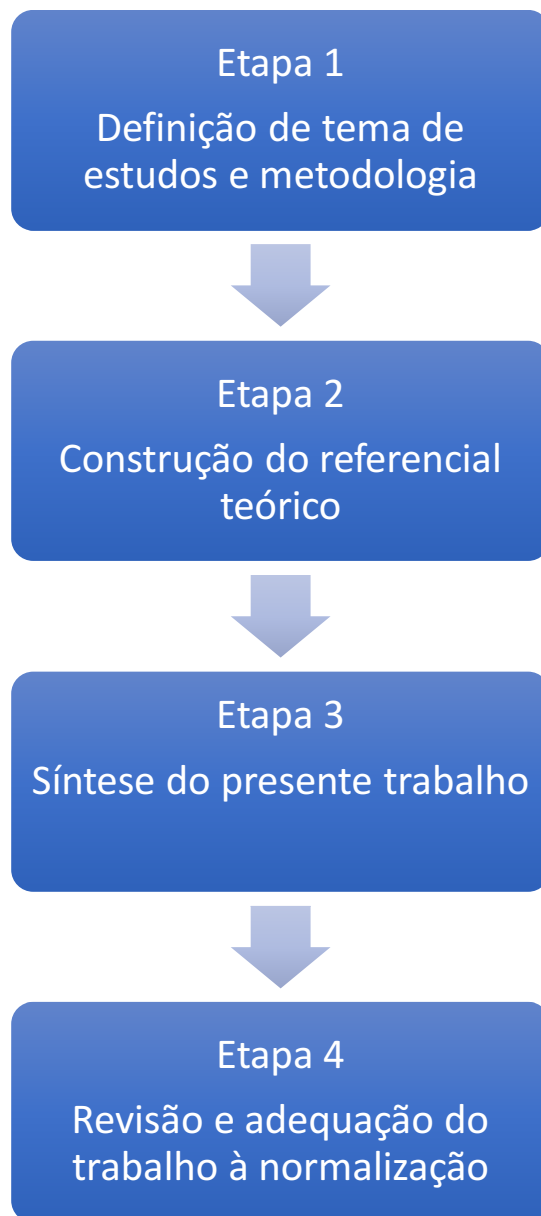 Etapa 1
Definição de tema de
estudos e metodologia
Etapa 2
Construção do referencial
teórico
Etapa 3
Síntese do presente trabalho
Etapa 4
Revisão e adequação do
trabalho à normalização